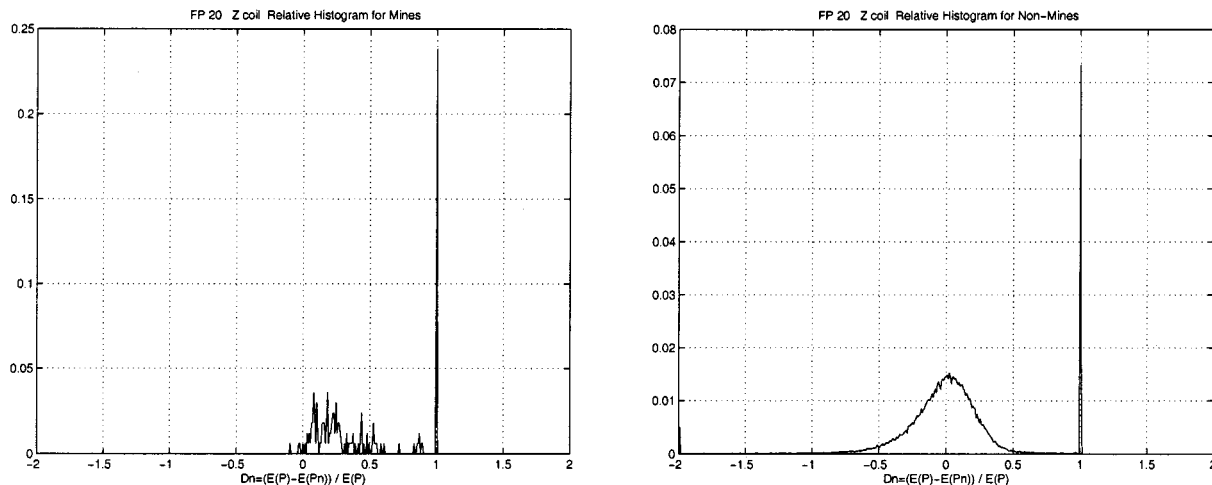 FP 20 Z coil Relative Histogram for Mines
0.25
0.2
0.15
0.1
0.05
0
-2 -1.5 -1 -0.5 0 0.5 1 1.5 2
Dn=(E(P)-E(Pn)) / E(P)
FP 20 Z coil Relative Histogram for Non-Mines
0.08
0.07
0.06
0.05
0.04
0.03
0.02
0.01
0
-2 -1.5 -1 -0.5 0 0.5 1 1.5 2
Dn=(E(P)-E(Pn)) / E(P)